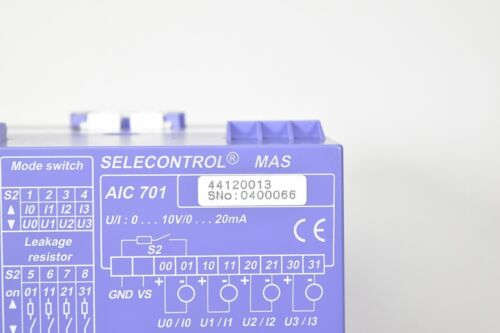 SELECONTROL® MAS
AIC 701
44120013
SNo:0400066
U/I : 0 . . . 10V/0 . . . 20mA
CE
Mode switch
S2 1 2 3 4
▲ I0 I1 I2 I3
▼ U0 U1 U2 U3
Leakage
resistor
S2 5 6 7 8
on 01 11 21 31
S2
00 01 10 11 20 21 30 31
GND VS
+ - + - + - + -
U0 / I0 U1 / I1 U2 / I2 U3 / I3